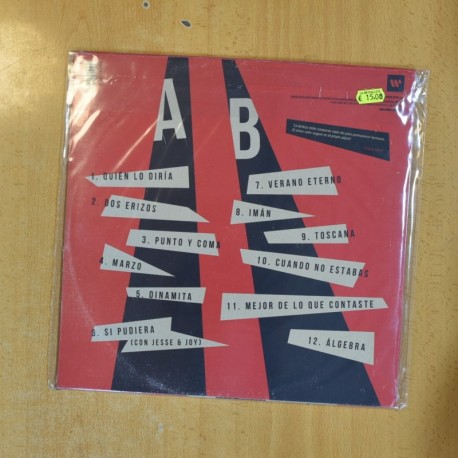 A
B
1. QUIÉN LO DIRÍA
2. DOS ERIZOS
3. PUNTO Y COMA
4. MARZO
5. DINAMITA
6. SI PUDIERA
(CON JESSE & JOY)
7. VERANO ETERNO
8. IMÁN
9. TOSCANA
10. CUANDO NO ESTABAS
11. MEJOR DE LO QUE CONTASTE
12. ÁLGEBRA
€ 15.00